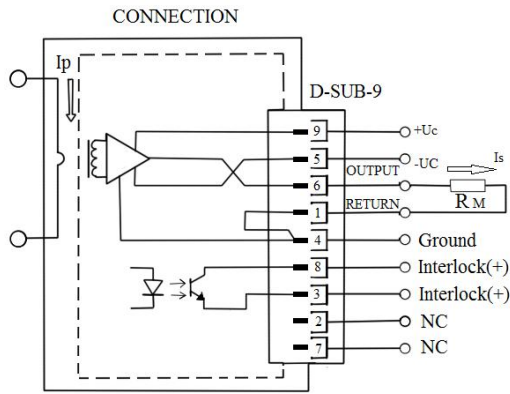 CONNECTION
Ip
D-SUB-9
9 +Uc
5 -UC
Is
OUTPUT
6
RM
RETURN
1
4 Ground
8 Interlock(+)
3 Interlock(+)
2 NC
7 NC